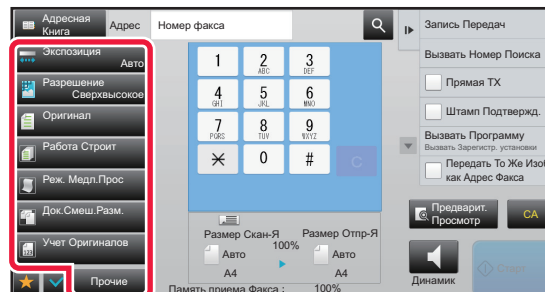 Адресная
Книга
Адрес
Номер факса
Экспозиция
Авто
Разрешение
Сверхвысокое
Оригинал
Работа Строит
Реж. Медл.Прос
Док.Смеш.Разм.
Учет Оригиналов
Прочие
1
2
ABC
3
DEF
4
GHI
5
JKL
6
MNO
7
PQRS
8
TUV
9
WXYZ
0
#
C
Размер Скан-Я
Размер Отпр-Я
100%
Авто
Авто
A4
A4
Память приема Факса :
100%
Запись Передач
Вызвать Номер Поиска
Прямая TX
Штамп Подтвержд.
Вызвать Программу
Вызвать Зарегистр. установки
Передать То Же Изо
как Адрес Факса
Предварит.
Просмотр
CA
Динамик
Старт